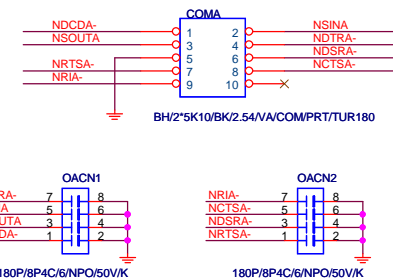 COMA
NDCDA- 1 2 NSINA
NSOUTA 3 4 NDTRA-
5 6 NDSRA-
NRTSA- 7 8 NCTSA-
NRIA- 9 10
BH/2*5K10/BK/2.54/VA/COM/PRT/TUR180
OACN1
RA- 7 8
A 5 6
UTA 3 4
DA- 1 2
180P/8P4C/6/NPO/50V/K
OACN2
NRIA- 7 8
NCTSA- 5 6
NDSRA- 3 4
NRTSA- 1 2
180P/8P4C/6/NPO/50V/K